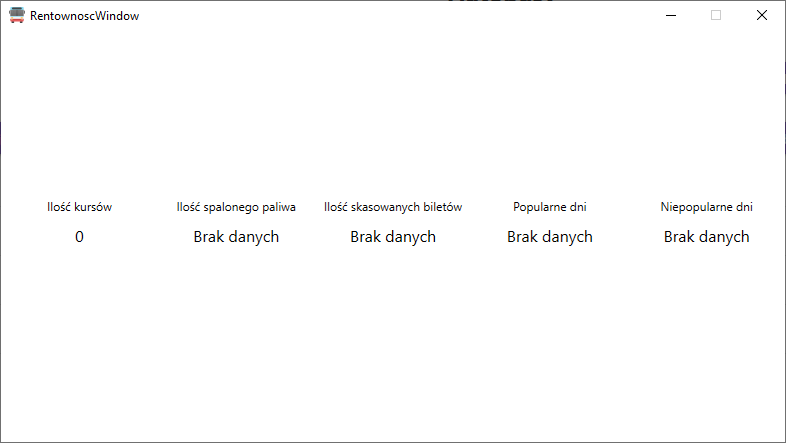 RentownoscWindow
Ilość kursów Ilość spalonego paliwa Ilość skasowanych biletów Popularne dni Niepopularne dni
0 Brak danych Brak danych Brak danych Brak danych